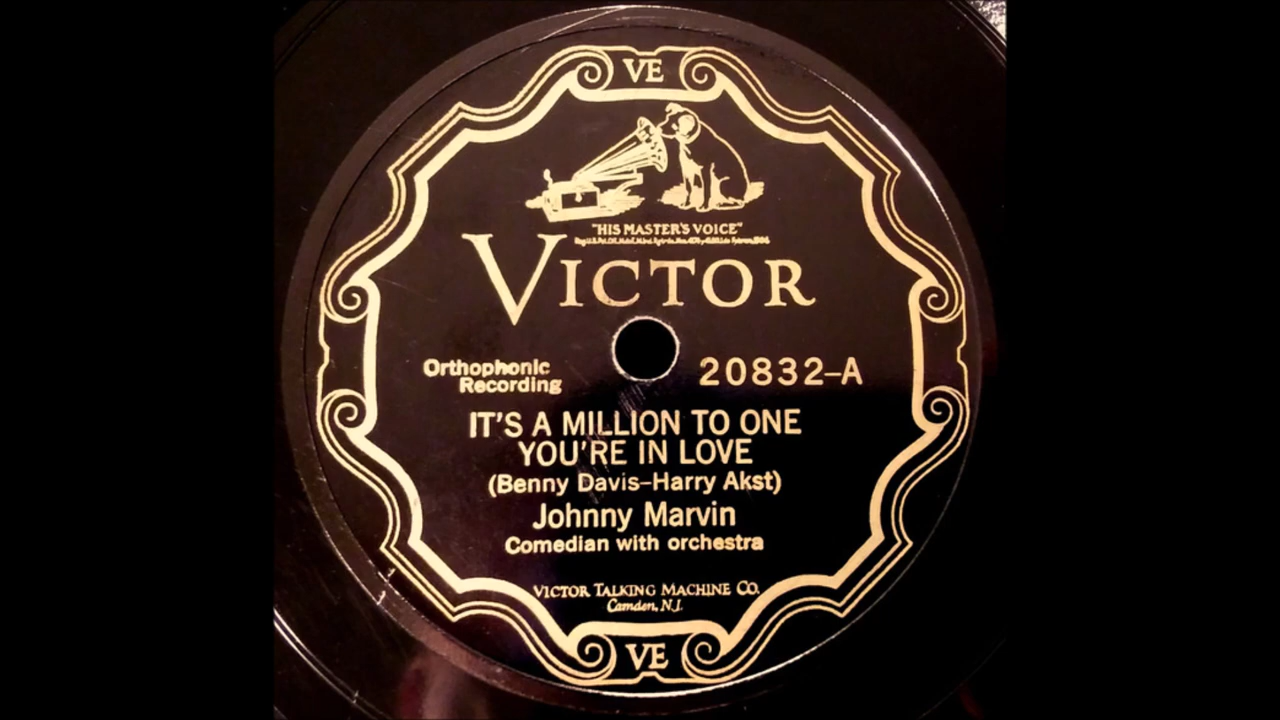 VE
"HIS MASTER'S VOICE"
VICTOR
Orthophonic
Recording
20832-A
IT'S A MILLION TO ONE
YOU'RE IN LOVE
(Benny Davis-Harry Akst)
Johnny Marvin
Comedian with orchestra
VICTOR TALKING MACHINE CO.
Camden, N.J.
VE